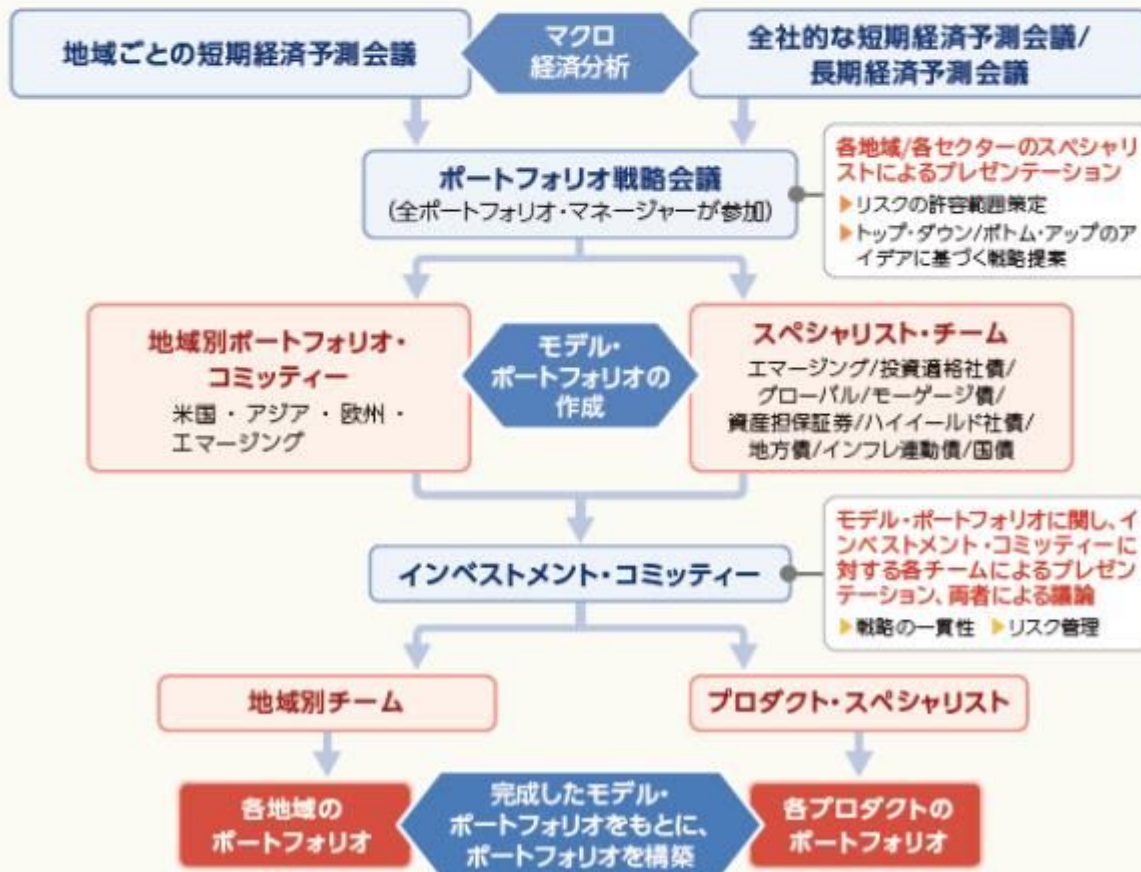 地域ごとの短期経済予測会議
マクロ
経済分析
全社的な短期経済予測会議/
長期経済予測会議
ポートフォリオ戦略会議
(全ポートフォリオ・マネージャーが参加)
各地域/各セクターのスペシャリ
ストによるプレゼンテーション
▶リスクの許容範囲策定
▶トップ・ダウン/ボトム・アップのア
イデアに基づく戦略提案
地域別ポートフォリオ・
コミッティー
米国 ・ アジア ・ 欧州 ・
エマージング
モデル・
ポートフォリオの
作成
スペシャリスト・チーム
エマージング/投資適格社債/
グローバル/モーゲージ債/
資産担保証券/ハイイールド社債/
地方債/インフレ連動債/国債
インベストメント・コミッティー
モデル・ポートフォリオに関し、イ
ンベストメント・コミッティーに
対する各チームによるプレゼン
テーション、両者による議論
▶戦略の一貫性 ▶リスク管理
地域別チーム
プロダクト・スペシャリスト
各地域の
ポートフォリオ
完成したモデル・
ポートフォリオをもとに、
ポートフォリオを構築
各プロダクトの
ポートフォリオ